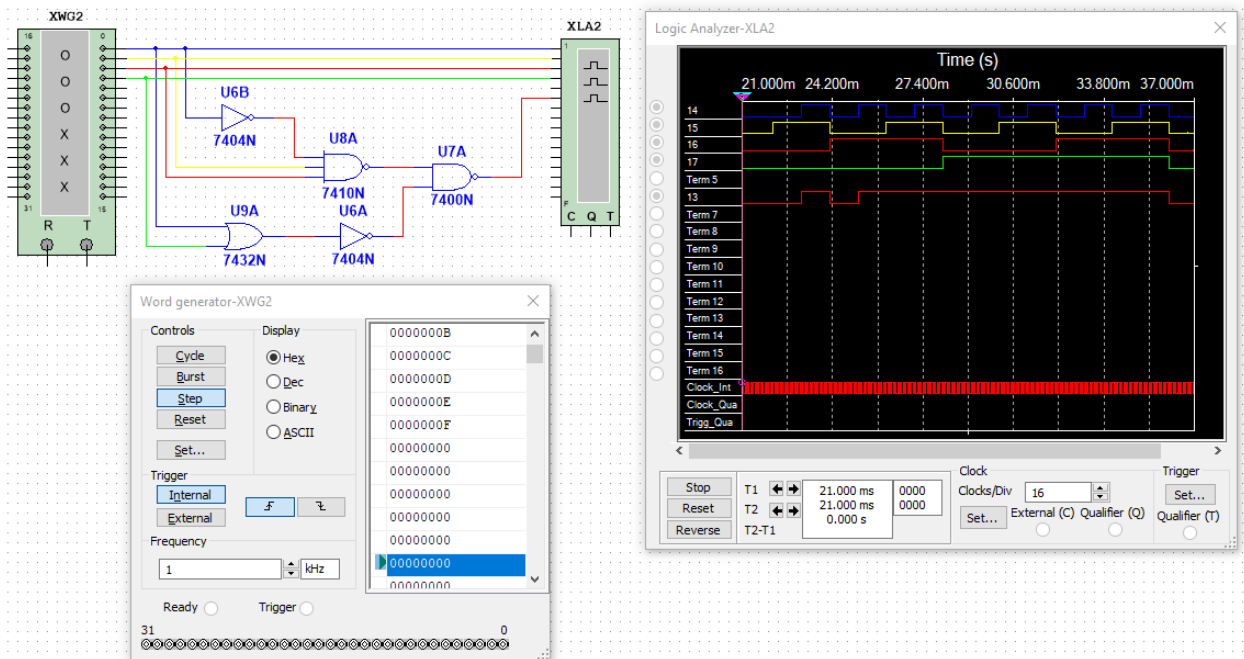 XWG2
16 0
O
O
O
O
X
X
X
X
31 15
R T
U6B
7404N
U8A
7410N
U7A
7400N
U9A
7432N
U6A
7404N
XLA2
1
F
C Q T
Word generator-XWG2
Controls
Cycle
Burst
Step
Reset
Set...
Display
Hex
Dec
Binary
ASCII
Trigger
Internal
External
Frequency
1 kHz
Ready Trigger
31 0
0000000B
0000000C
0000000D
0000000E
0000000F
00000000
00000000
00000000
00000000
00000000
00000000
00000000
Logic Analyzer-XLA2
Time (s)
21.000m 24.200m 27.400m 30.600m 33.800m 37.000m
14
15
16
17
Term 5
13
Term 7
Term 8
Term 9
Term 10
Term 11
Term 12
Term 13
Term 14
Term 15
Term 16
Clock_Int
Clock_Qua
Trigg_Qua
Stop
Reset
Reverse
T1 21.000 ms 0000
T2 21.000 ms 0000
T2-T1 0.000 s
Clock
Clocks/Div 16
Set... External (C) Qualifier (Q)
Trigger
Set...
Qualifier (T)